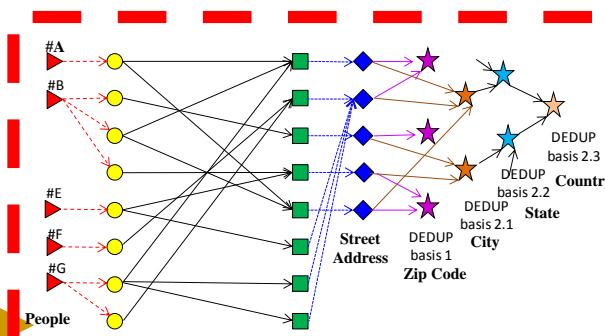 #A
#B
#E
#F
#G
People
Street
Address
DEDUP
basis 1
Zip Code
DEDUP
basis 2.1
City
DEDUP
basis 2.2
State
DEDUP
basis 2.3
Countr